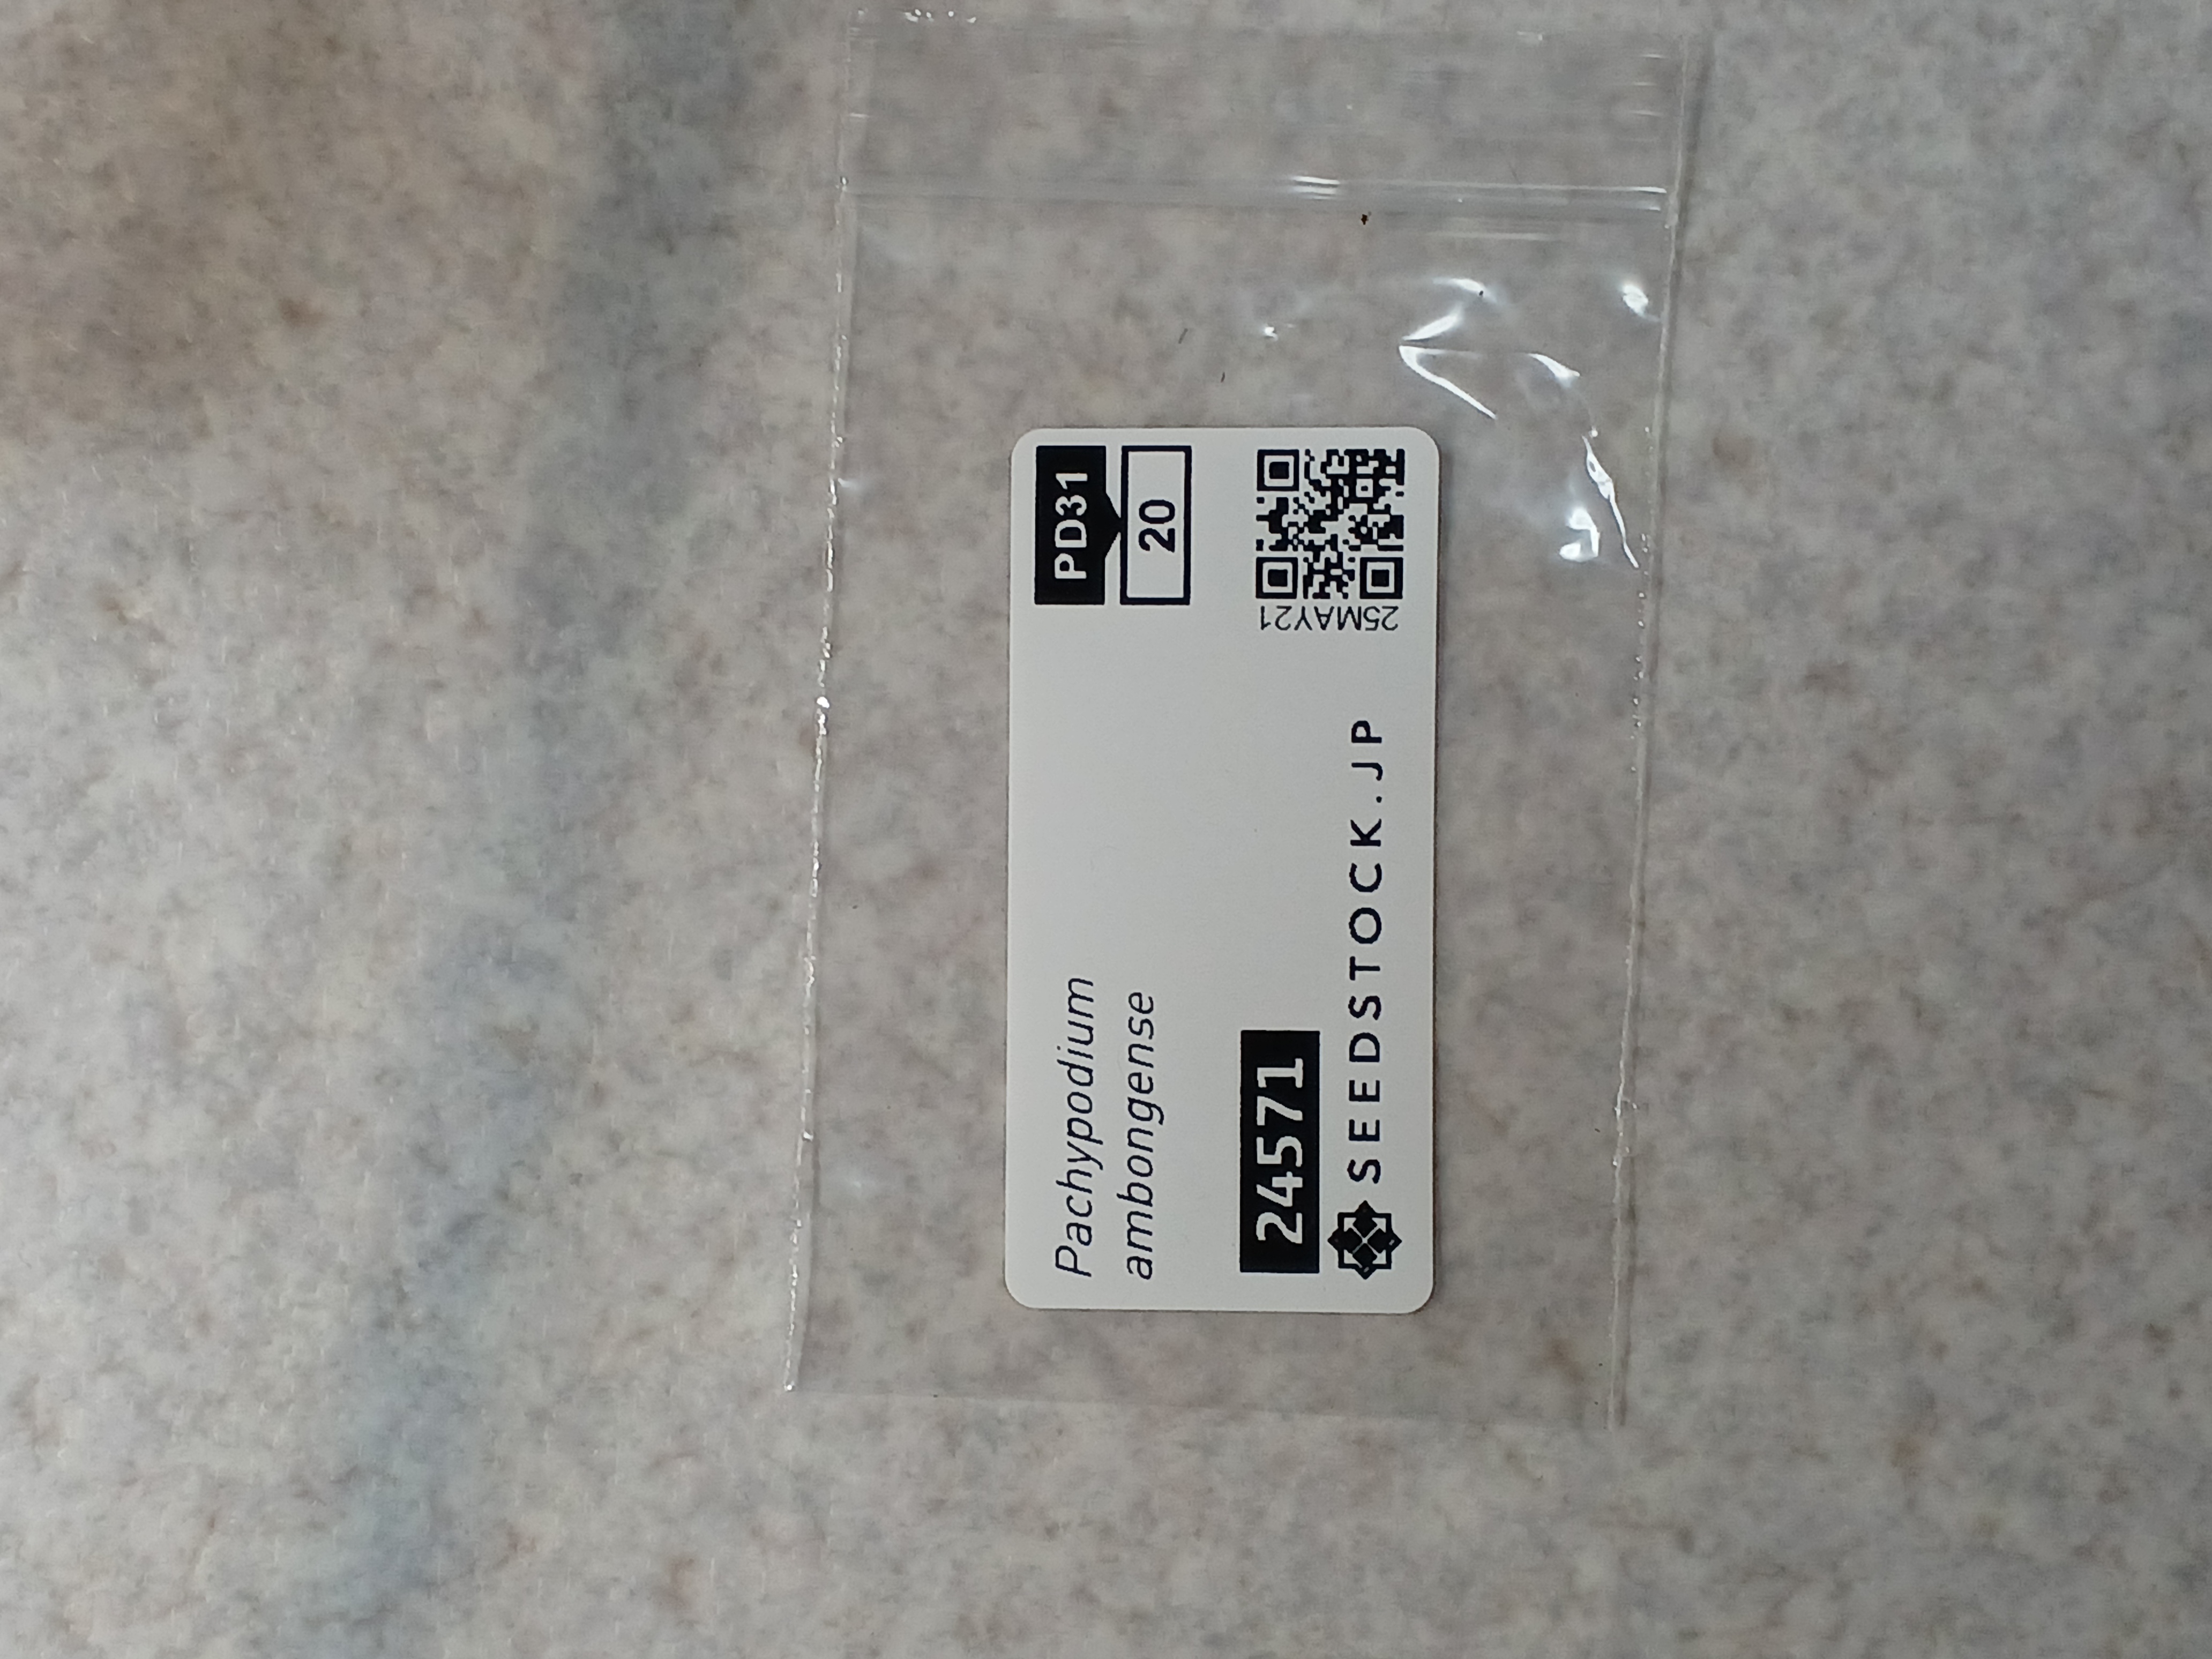 Pachypodium
ambongense
PD31
20
24571
SEEDSTOCK.JP
25MAY21